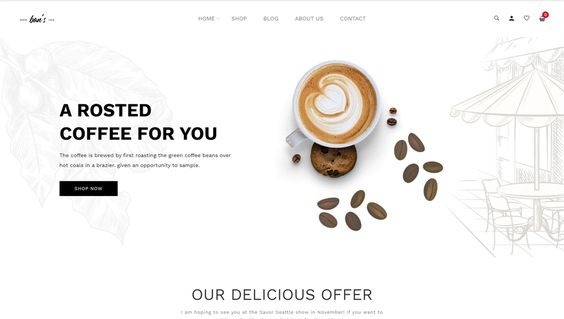 ban's
HOME SHOP BLOG ABOUT US CONTACT
0
A ROSTED
COFFEE FOR YOU
The coffee is brewed by first roasting the green coffee beans over
hot coals in a brazier. given an opportunity to sample.
SHOP NOW
OUR DELICIOUS OFFER
I am hoping to see you at the Savor Seattle show in November! If you want to